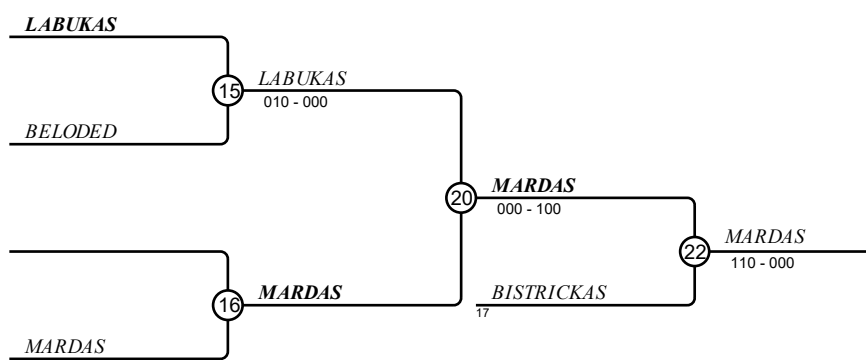 LABUKAS
15
LABUKAS
010 - 000
BELODED
20
MARDAS
000 - 100
22
MARDAS
110 - 000
16
MARDAS
BISTRICKAS
17
MARDAS